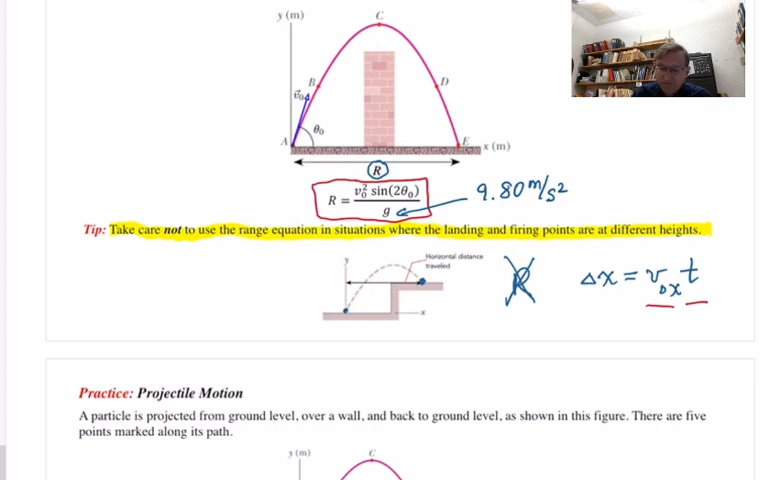 y (m)
C
B
D
v⃗₀
θ₀
A
E
x (m)
R
R = v₀² sin(2θ₀) / g
9.80 m/s²
Tip: Take care not to use the range equation in situations where the landing and firing points are at different heights.
y
Horizontal distance
traveled
x
R
Δx = v₀ₓ t
Practice: Projectile Motion
A particle is projected from ground level, over a wall, and back to ground level, as shown in this figure. There are five
points marked along its path.
y (m)
C